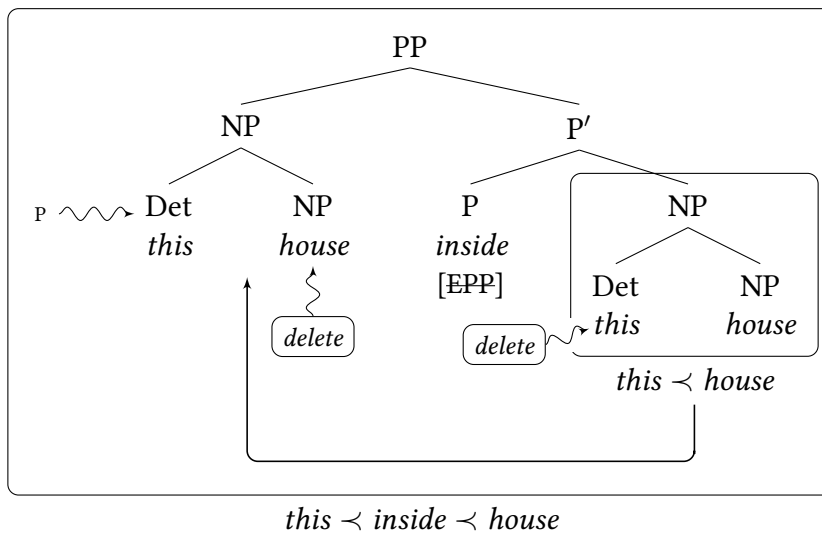 PP
NP P′
P Det NP P NP
this house inside
[E̶P̶P̶] Det NP
delete delete this house
this ≺ house
this ≺ inside ≺ house